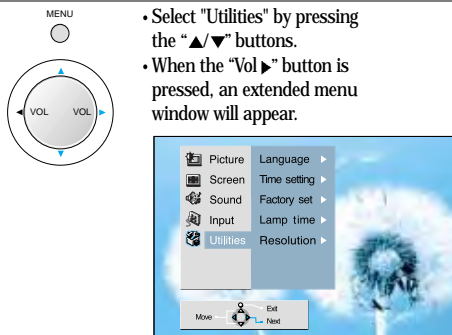 MENU
VOL VOL
• Select "Utilities" by pressing
the “▲/▼” buttons.
• When the “Vol ▶” button is
pressed, an extended menu
window will appear.
Picture Language
Screen Time setting
Sound Factory set
Input Lamp time
Utilities Resolution
Exit
Move
Next